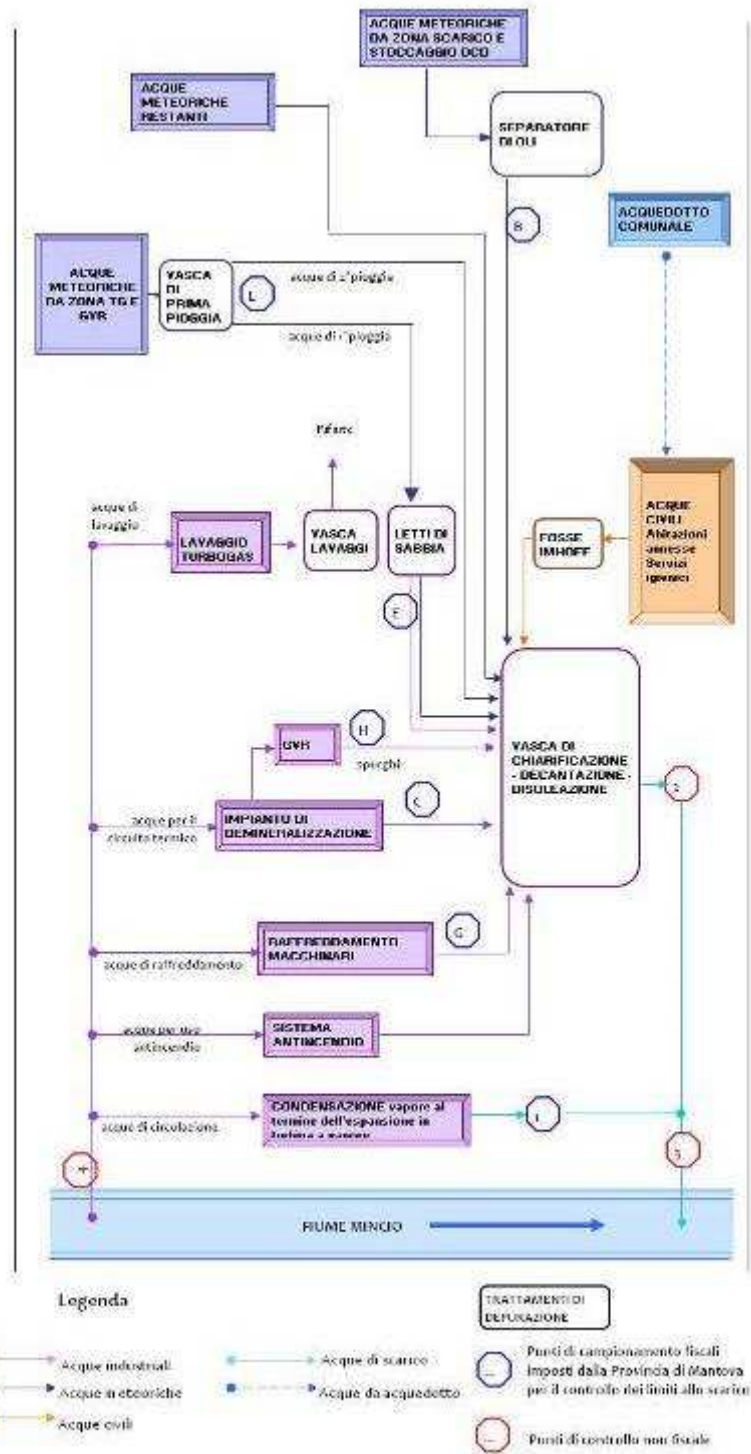 ACQUE METEORICHE
DA ZONA SCARICO E
STOCCAGGIO OCD
ACQUE
METEORICHE
RESTANTI
SEPARATORE
DI OLI
B
ACQUEDOTTO
COMUNALE
ACQUE
METEORICHE
DA ZONA TG E
GVR
VASCA
DI
PRIMA
PIOGGIA
acque di 2° pioggia
acque di 1° pioggia
acque di
lavaggio
LAVAGGIO
TURBOGAS
VASCA
LAVAGGI
LETTI DI
SABBIA
FOSSE
IMHOFF
ACQUE
CIVILI
Abitazioni
annesse
Servizi
igienici
E
GVR
H
spurghi
VASCA DI
CHIARIFICAZIONE
- DECANTAZIONE -
DISOLEAZIONE
2
acque per il
circuito termico
IMPIANTO DI
DEMINERALIZZAZIONE
C
acque di raffreddamento
RAFFREDDAMENTO
MACCHINARI
G
acque per uso
antincendio
SISTEMA
ANTINCENDIO
acque di circolazione
CONDENSAZIONE vapore al
termine dell'espansione in
turbina a vapore
FIUME MINCIO
Legenda
TRATTAMENTI DI
DEPURAZIONE
Acque industriali
Acque meteoriche
Acque civili
Acque di scarico
Acque da acquedotto
Punti di campionamento fiscali
imposti dalla Provincia di Mantova
per il controllo dei limiti allo scarico
Punti di controllo non fiscale